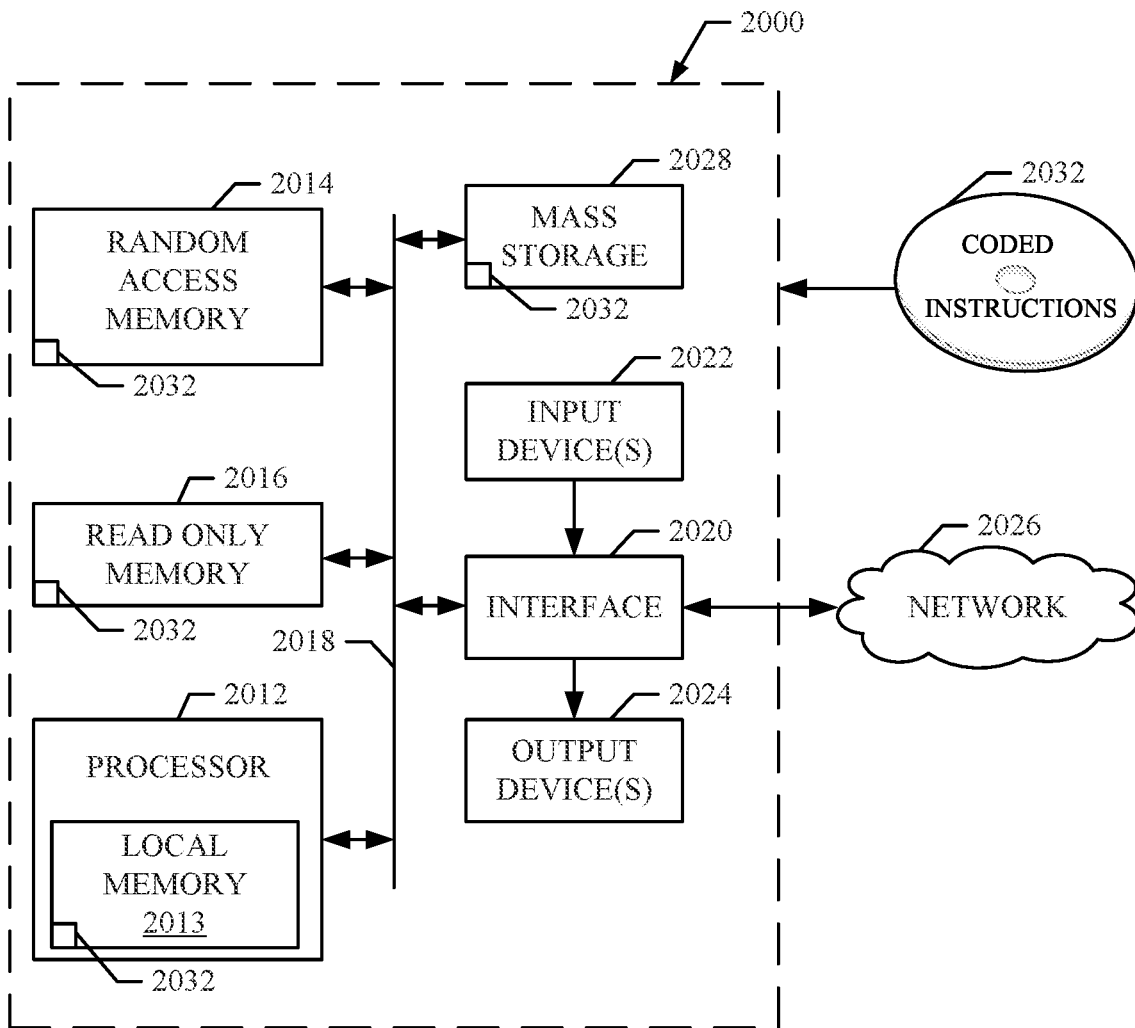 2000
2014
RANDOM
ACCESS
MEMORY
2032
2028
MASS
STORAGE
2032
2032
CODED
INSTRUCTIONS
2022
INPUT
DEVICE(S)
2016
READ ONLY
MEMORY
2032
2020
INTERFACE
2026
NETWORK
2018
2012
PROCESSOR
LOCAL
MEMORY
2013
2032
2024
OUTPUT
DEVICE(S)